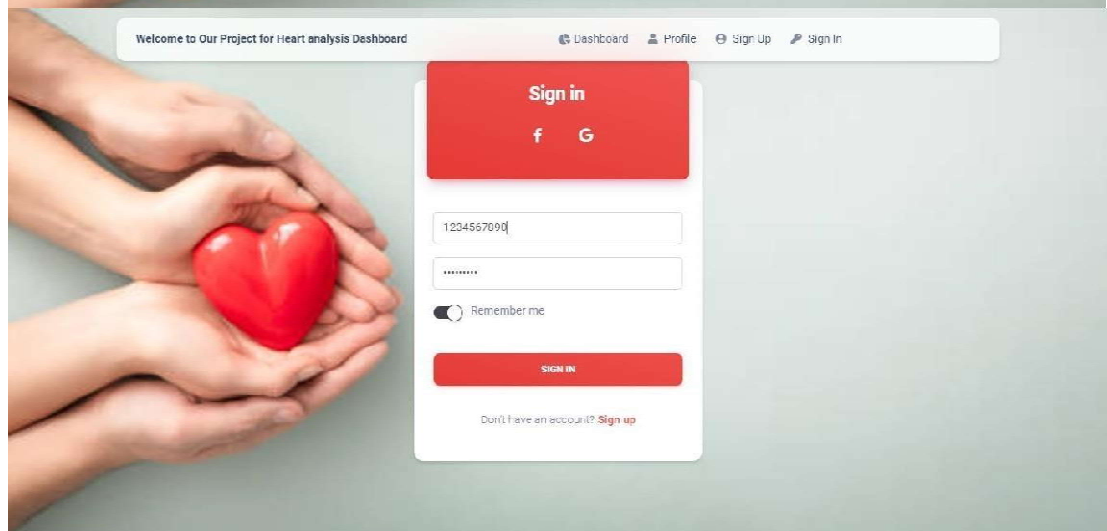 Welcome to Our Project for Heart analysis Dashboard
Dashboard
Profile
Sign Up
Sign In
Sign in
f G
1234567890
•••••••••
Remember me
SIGN IN
Don't have an account? Sign up